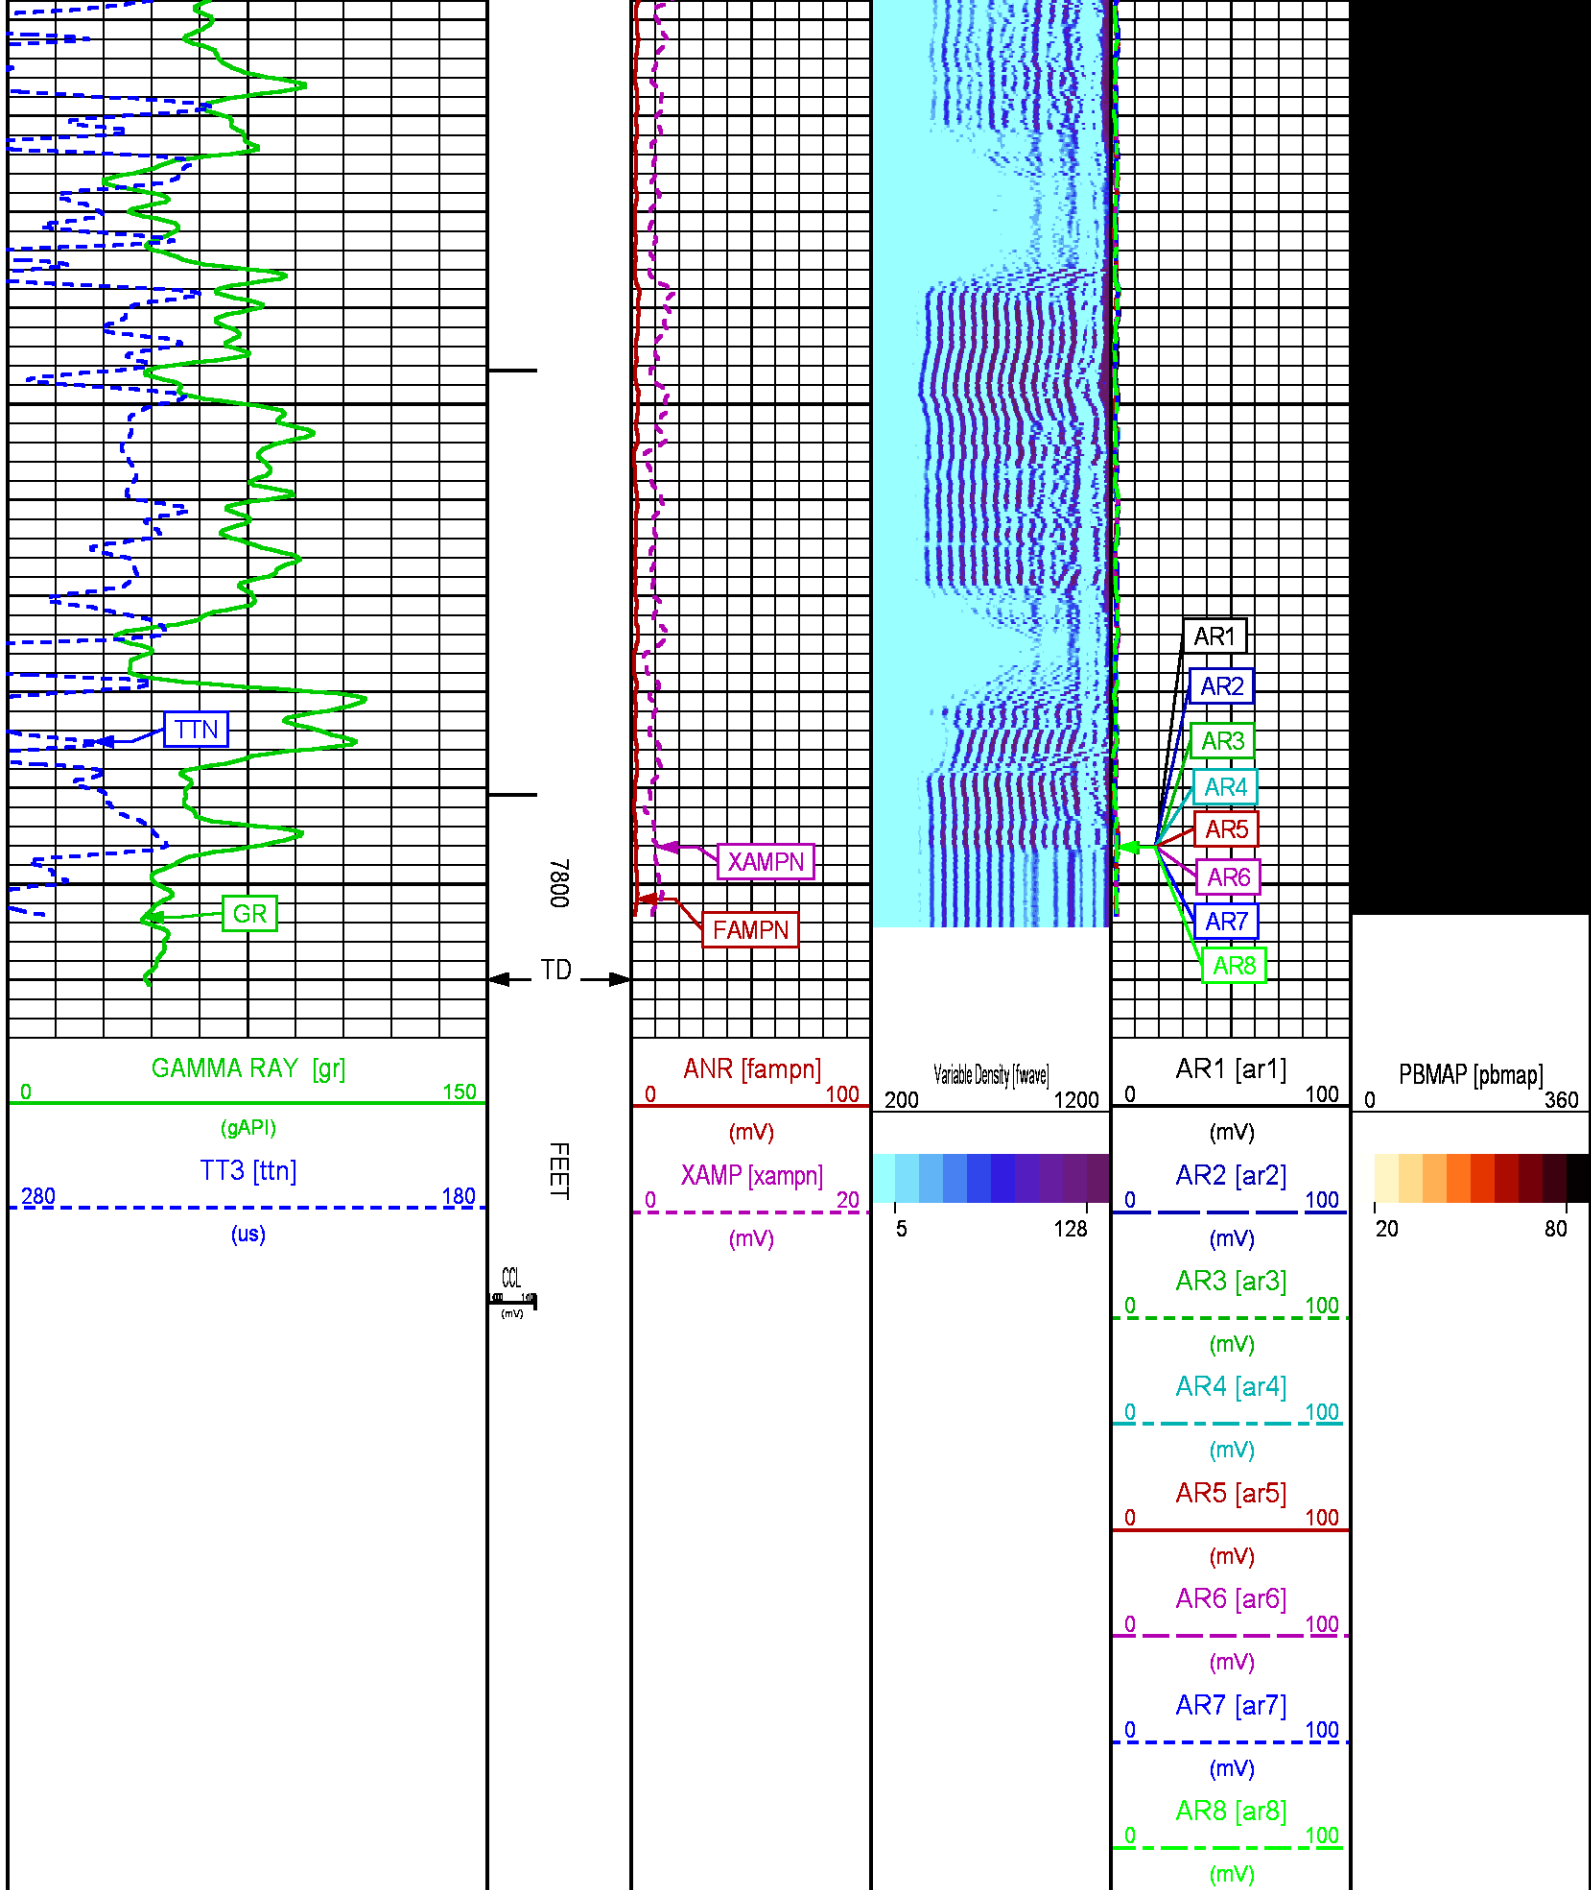 TTN
GR
7800
TD
XAMPN
FAMPN
AR1
AR2
AR3
AR4
AR5
AR6
AR7
AR8
GAMMA RAY [gr]
0 150
(gAPI)
TT3 [ttn]
280 180
(us)
FEET
CCL
(mV)
ANR [fampn]
0 100
(mV)
XAMP [xampn]
0 20
(mV)
Variable Density [fwave]
200 1200
5 128
AR1 [ar1]
0 100
(mV)
AR2 [ar2]
0 100
(mV)
AR3 [ar3]
0 100
(mV)
AR4 [ar4]
0 100
(mV)
AR5 [ar5]
0 100
(mV)
AR6 [ar6]
0 100
(mV)
AR7 [ar7]
0 100
(mV)
AR8 [ar8]
0 100
(mV)
PBMAP [pbmap]
0 360
20 80